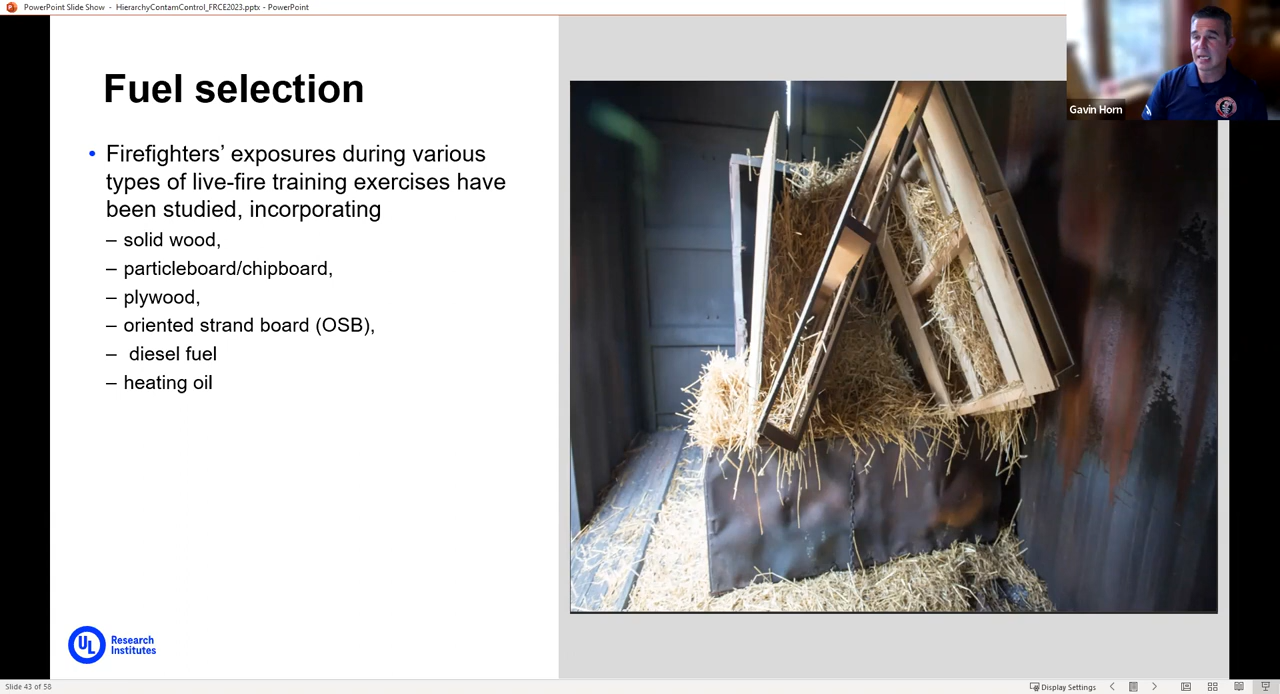 PowerPoint Slide Show - HierarchyContamControl_FRCE2023.pptx - PowerPoint
Gavin Horn
Fuel selection
• Firefighters’ exposures during various
types of live-fire training exercises have
been studied, incorporating
– solid wood,
– particleboard/chipboard,
– plywood,
– oriented strand board (OSB),
– diesel fuel
– heating oil
UL Research
Institutes
Slide 43 of 58
Display Settings